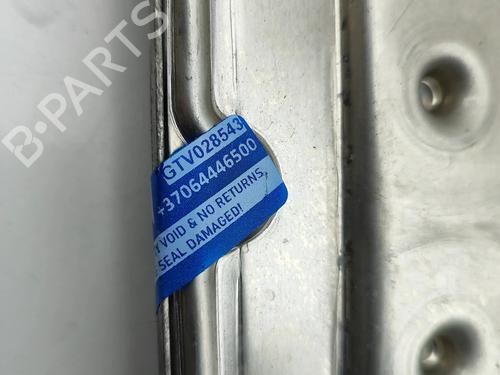 B-PARTS
GTV028543
+37064446500
Y VOID & NO RETURNS,
SEAL DAMAGED!